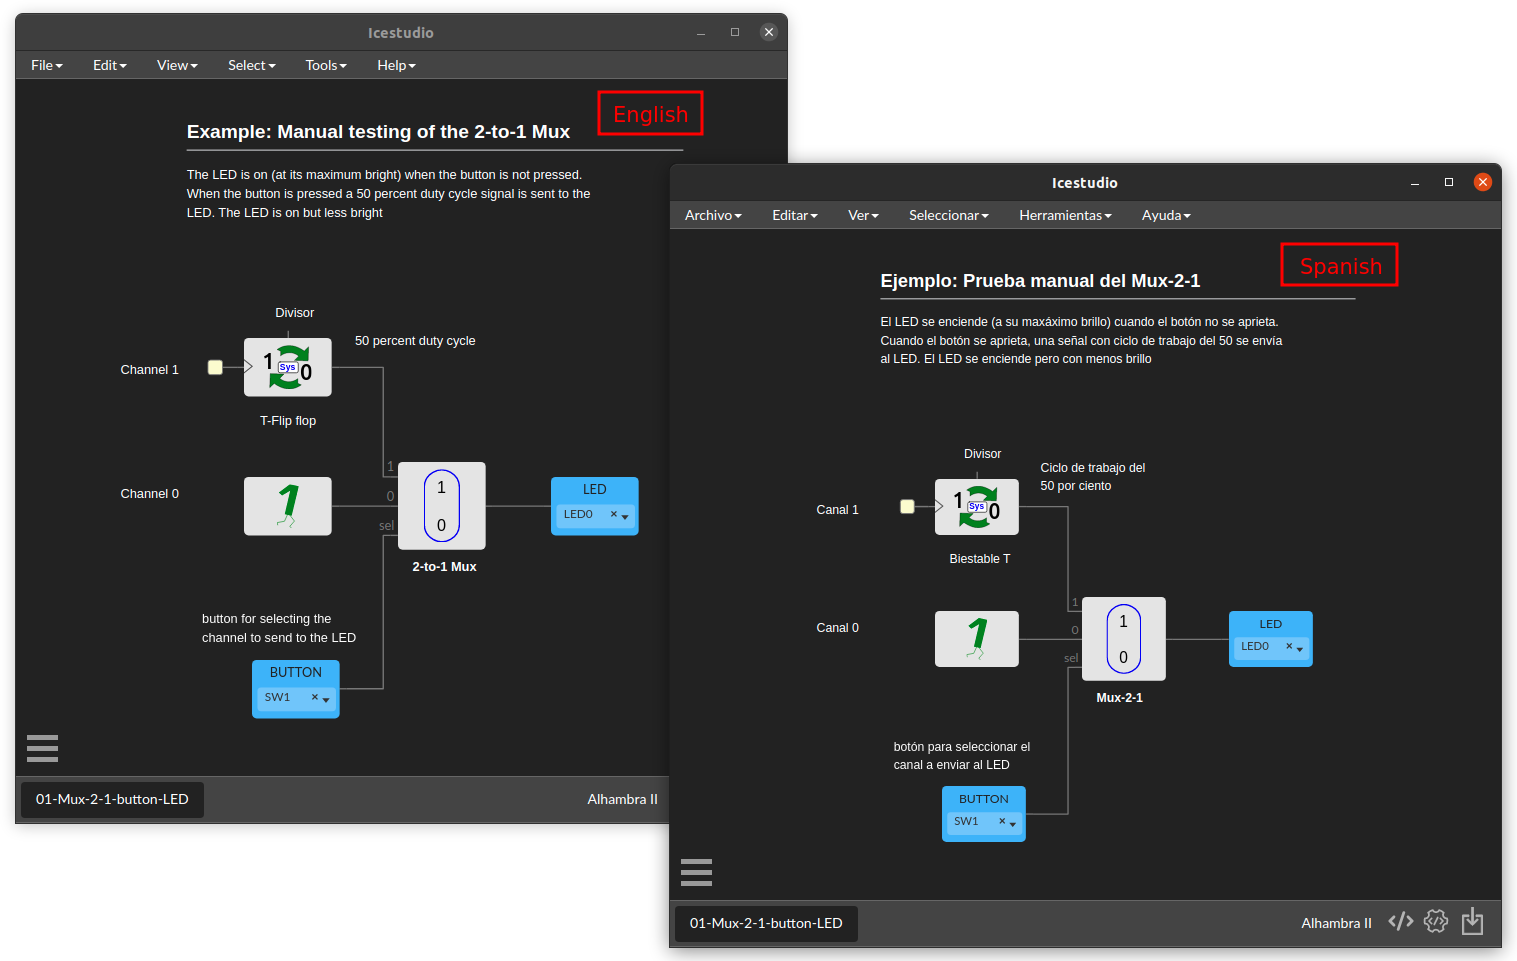 Icestudio
File Edit View Select Tools Help
English
Example: Manual testing of the 2-to-1 Mux
The LED is on (at its maximum bright) when the button is not pressed.
When the button is pressed a 50 percent duty cycle signal is sent to the
LED. The LED is on but less bright
Divisor
50 percent duty cycle
Channel 1
1 Sys 0
T-Flip flop
Channel 0
1
1
0
sel
1
0
2-to-1 Mux
LED
LED0
button for selecting the
channel to send to the LED
BUTTON
SW1
01-Mux-2-1-button-LED
Alhambra II
Icestudio
Archivo Editar Ver Seleccionar Herramientas Ayuda
Spanish
Ejemplo: Prueba manual del Mux-2-1
El LED se enciende (a su maxáximo brillo) cuando el botón no se aprieta.
Cuando el botón se aprieta, una señal con ciclo de trabajo del 50 se envía
al LED. El LED se enciende pero con menos brillo
Divisor
Ciclo de trabajo del
50 por ciento
Canal 1
1 Sys 0
Biestable T
Canal 0
1
1
0
sel
1
0
Mux-2-1
LED
LED0
botón para seleccionar el
canal a enviar al LED
BUTTON
SW1
01-Mux-2-1-button-LED
Alhambra II